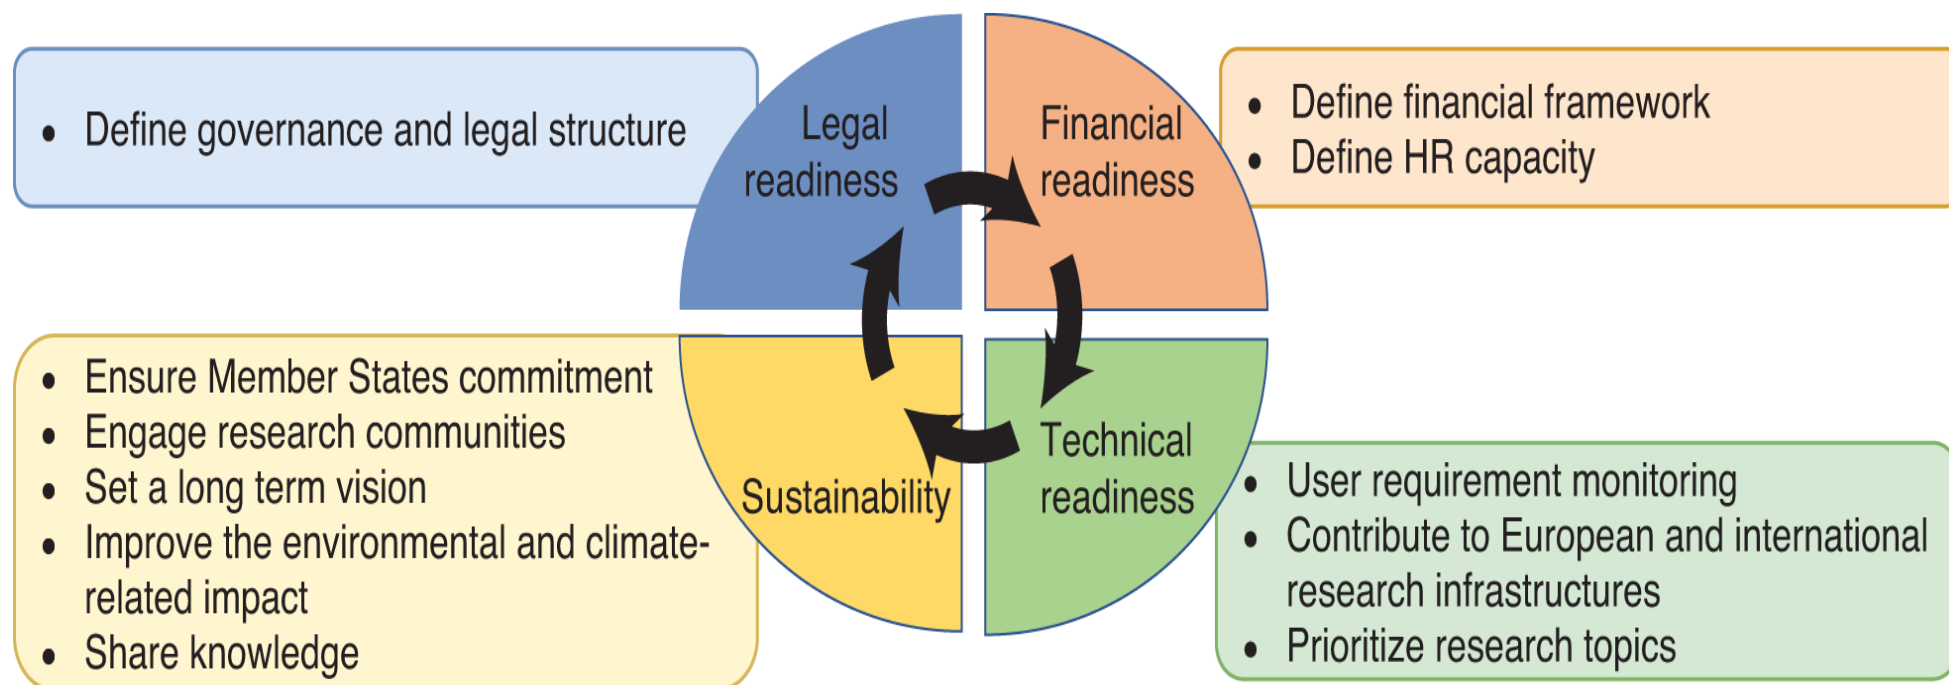 • Define governance and legal structure
Legal
readiness
Financial
readiness
• Define financial framework
• Define HR capacity
• Ensure Member States commitment
• Engage research communities
• Set a long term vision
• Improve the environmental and climate-
related impact
• Share knowledge
Sustainability
Technical
readiness
• User requirement monitoring
• Contribute to European and international
research infrastructures
• Prioritize research topics